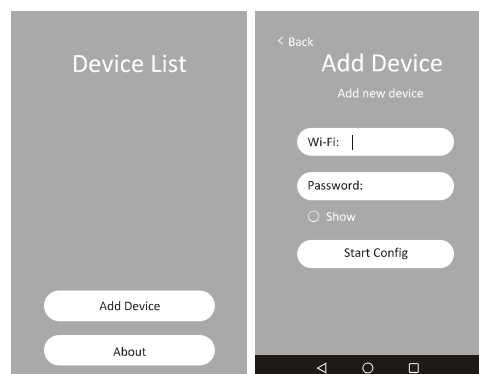 Device List
Add Device
About
< Back
Add Device
Add new device
Wi-Fi:
Password:
Show
Start Config